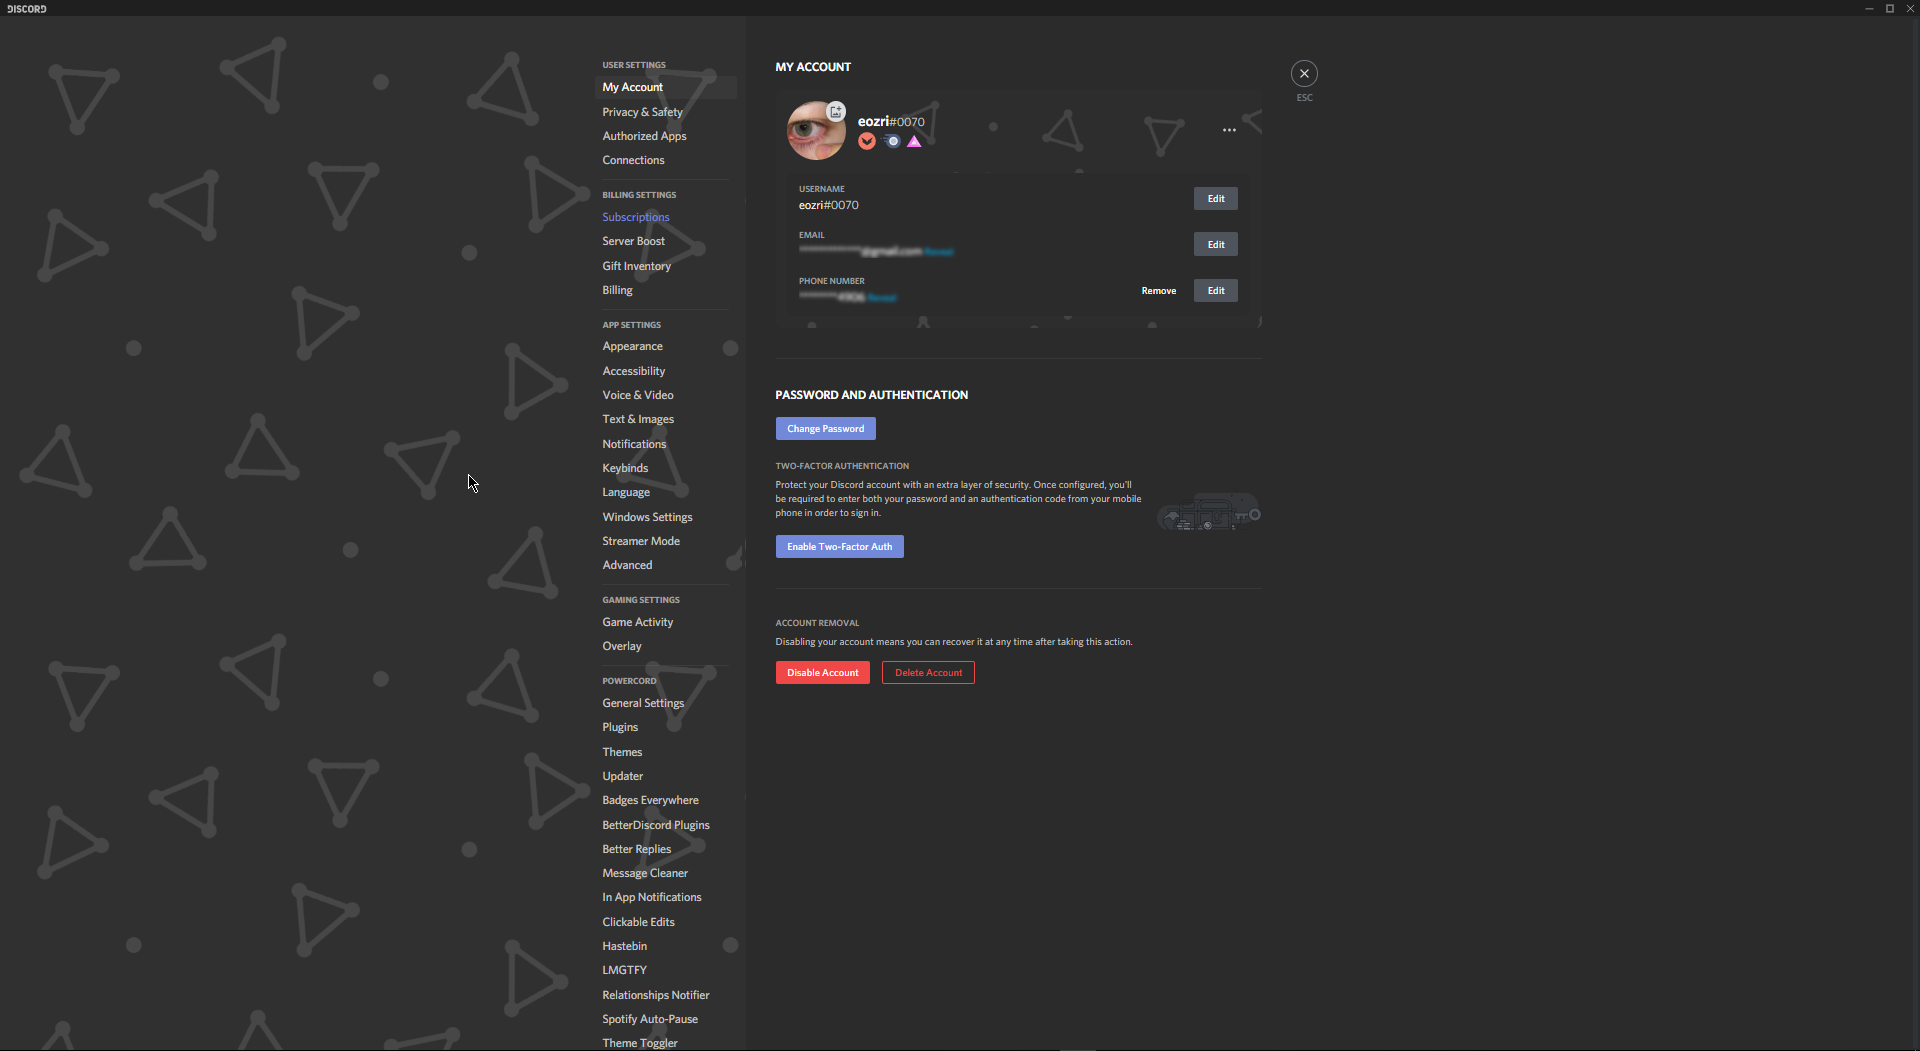 DISCORD
USER SETTINGS
My Account
Privacy & Safety
Authorized Apps
Connections
BILLING SETTINGS
Subscriptions
Server Boost
Gift Inventory
Billing
APP SETTINGS
Appearance
Accessibility
Voice & Video
Text & Images
Notifications
Keybinds
Language
Windows Settings
Streamer Mode
Advanced
GAMING SETTINGS
Game Activity
Overlay
POWERCORD
General Settings
Plugins
Themes
Updater
Badges Everywhere
BetterDiscord Plugins
Better Replies
Message Cleaner
In App Notifications
Clickable Edits
Hastebin
LMGTFY
Relationships Notifier
Spotify Auto-Pause
Theme Toggler
MY ACCOUNT
ESC
eozri#0070
USERNAME
eozri#0070
Edit
EMAIL
@gmail.com Reveal
Edit
PHONE NUMBER
Reveal
Remove
Edit
PASSWORD AND AUTHENTICATION
Change Password
TWO-FACTOR AUTHENTICATION
Protect your Discord account with an extra layer of security. Once configured, you'll
be required to enter both your password and an authentication code from your mobile
phone in order to sign in.
Enable Two-Factor Auth
ACCOUNT REMOVAL
Disabling your account means you can recover it at any time after taking this action.
Disable Account
Delete Account